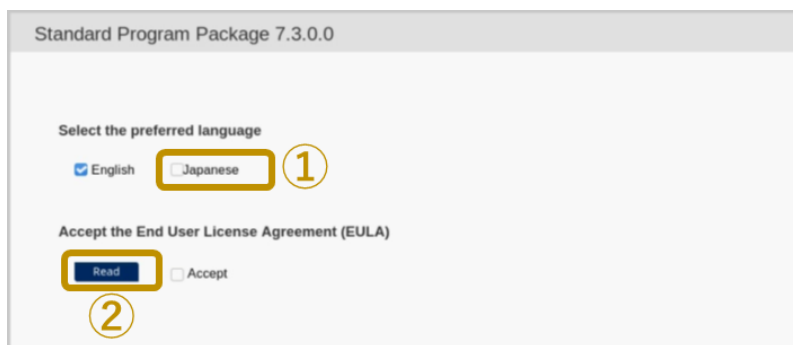 Standard Program Package 7.3.0.0
Select the preferred language
English Japanese ①
Accept the End User License Agreement (EULA)
Read Accept
②